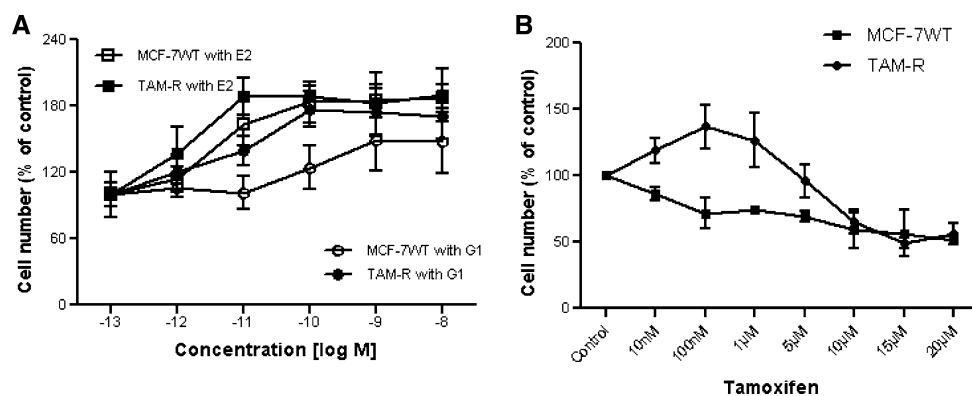 A
Cell number (% of control)
240
180
120
60
0
MCF-7WT with E2
TAM-R with E2
MCF-7WT with G1
TAM-R with G1
-13 -12 -11 -10 -9 -8
Concentration [log M]
B
Cell number (% of control)
200
150
100
50
0
MCF-7WT
TAM-R
Control 10nM 100nM 1µM 5µM 10µM 15µM 20µM
Tamoxifen